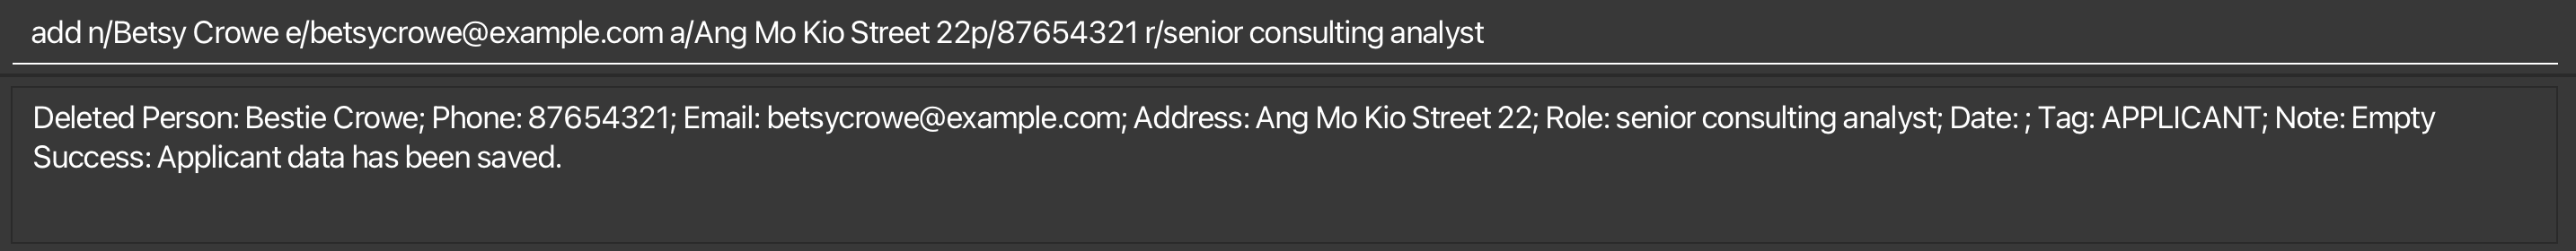 add n/Betsy Crowe e/betsycrowe@example.com a/Ang Mo Kio Street 22p/87654321 r/senior consulting analyst
Deleted Person: Bestie Crowe; Phone: 87654321; Email: betsycrowe@example.com; Address: Ang Mo Kio Street 22; Role: senior consulting analyst; Date: ; Tag: APPLICANT; Note: Empty
Success: Applicant data has been saved.